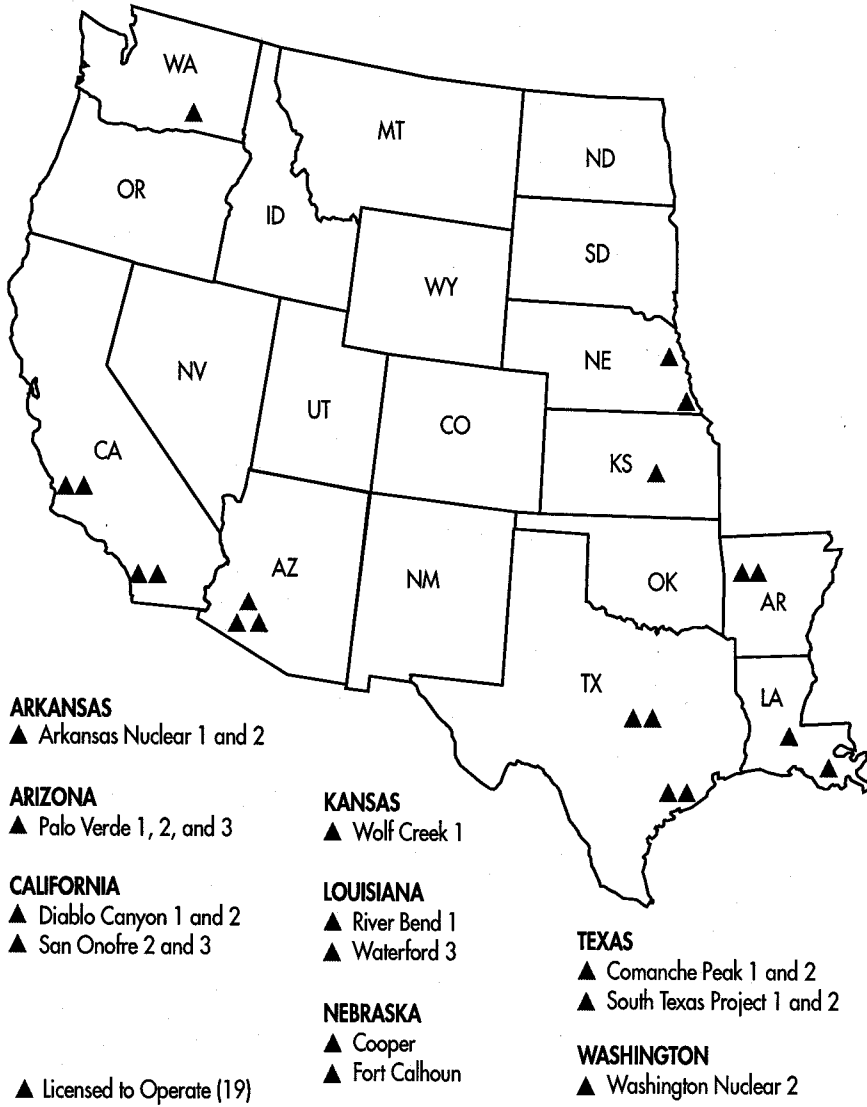 WA
MT
ND
OR
ID
SD
WY
NE
NV
UT
CO
CA
KS
AZ
NM
OK
AR
TX
LA
ARKANSAS
▲ Arkansas Nuclear 1 and 2
ARIZONA
▲ Palo Verde 1, 2, and 3
CALIFORNIA
▲ Diablo Canyon 1 and 2
▲ San Onofre 2 and 3
▲ Licensed to Operate (19)
KANSAS
▲ Wolf Creek 1
LOUISIANA
▲ River Bend 1
▲ Waterford 3
NEBRASKA
▲ Cooper
▲ Fort Calhoun
TEXAS
▲ Comanche Peak 1 and 2
▲ South Texas Project 1 and 2
WASHINGTON
▲ Washington Nuclear 2